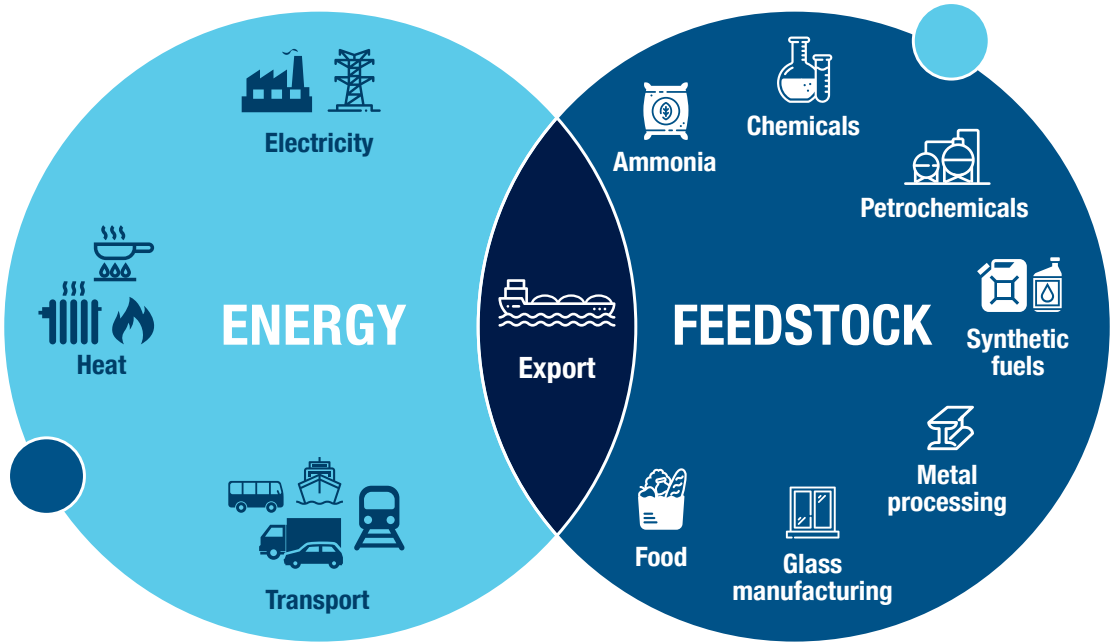 Electricity
Heat
ENERGY
Transport
Export
Ammonia
Chemicals
Petrochemicals
FEEDSTOCK
Synthetic
fuels
Metal
processing
Glass
manufacturing
Food